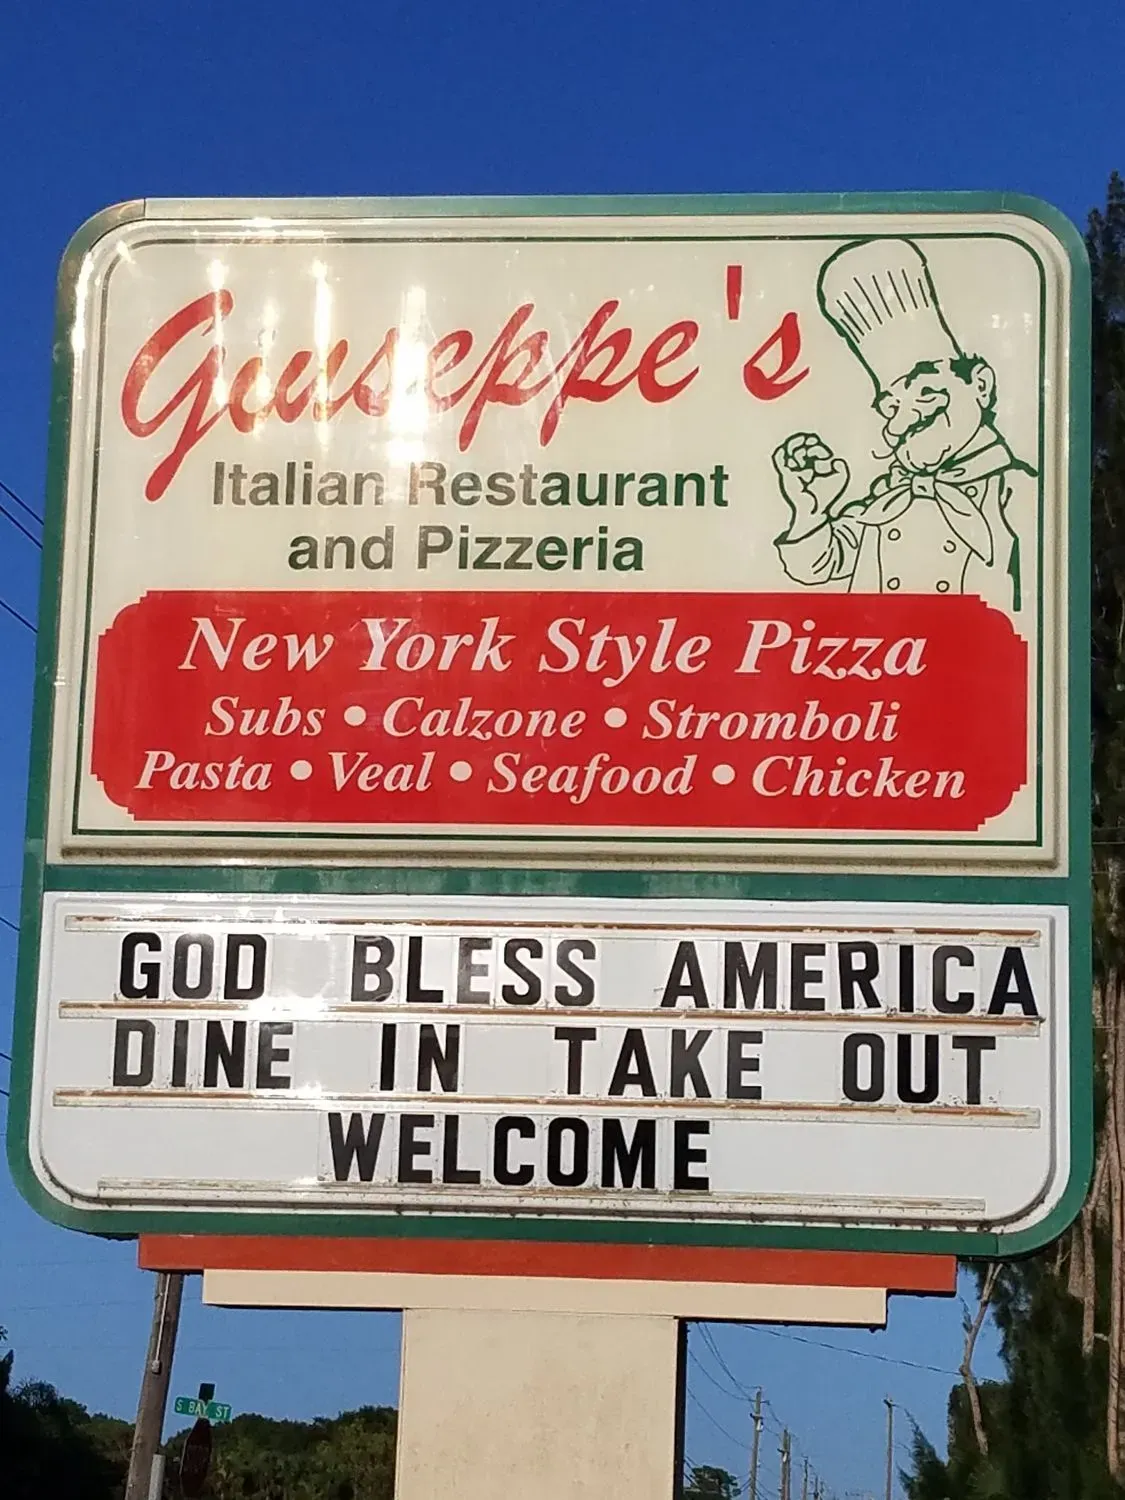 Giuseppe's
Italian Restaurant
and Pizzeria
New York Style Pizza
Subs • Calzone • Stromboli
Pasta • Veal • Seafood • Chicken
GOD BLESS AMERICA
DINE IN TAKE OUT
WELCOME
S BAY ST